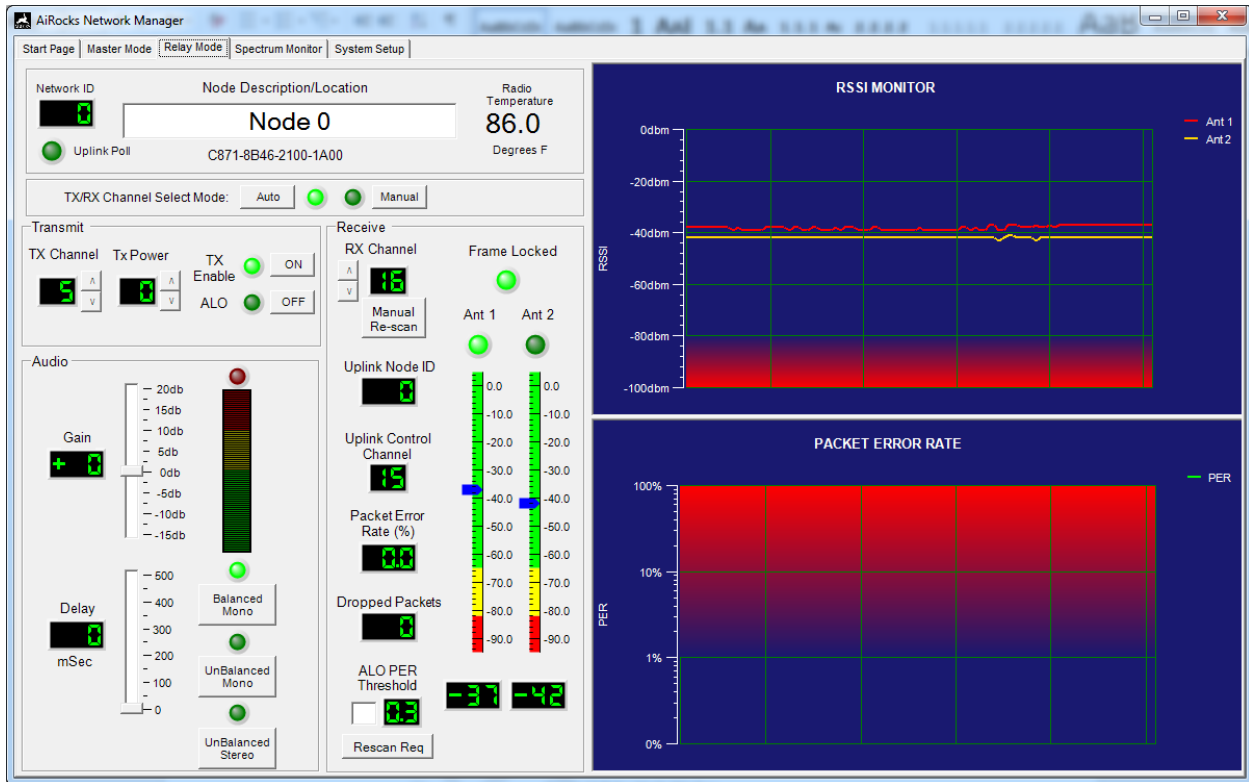 AiRocks Network Manager
Start Page Master Mode Relay Mode Spectrum Monitor System Setup
Network ID
0
Uplink Poll
Node Description/Location
Node 0
C871-8B46-2100-1A00
Radio
Temperature
86.0
Degrees F
TX/RX Channel Select Mode: Auto Manual
Transmit
TX Channel
5
Tx Power
0
TX
Enable
ON
ALO
OFF
Audio
Gain
+ 0
20db
15db
10db
5db
0db
-5db
-10db
-15db
Delay
0
mSec
500
400
300
200
100
0
Balanced
Mono
UnBalanced
Mono
UnBalanced
Stereo
Receive
RX Channel
16
Manual
Re-scan
Frame Locked
Uplink Node ID
0
Uplink Control
Channel
15
Packet Error
Rate (%)
0.0
Dropped Packets
0
ALO PER
Threshold
0.3
Rescan Req
Ant 1 Ant 2
0.0 0.0
-10.0 -10.0
-20.0 -20.0
-30.0 -30.0
-40.0 -40.0
-50.0 -50.0
-60.0 -60.0
-70.0 -70.0
-80.0 -80.0
-90.0 -90.0
-37 -42
RSSI MONITOR
RSSI
0dbm
-20dbm
-40dbm
-60dbm
-80dbm
-100dbm
Ant 1
Ant 2
PACKET ERROR RATE
PER
100%
10%
1%
0%
PER